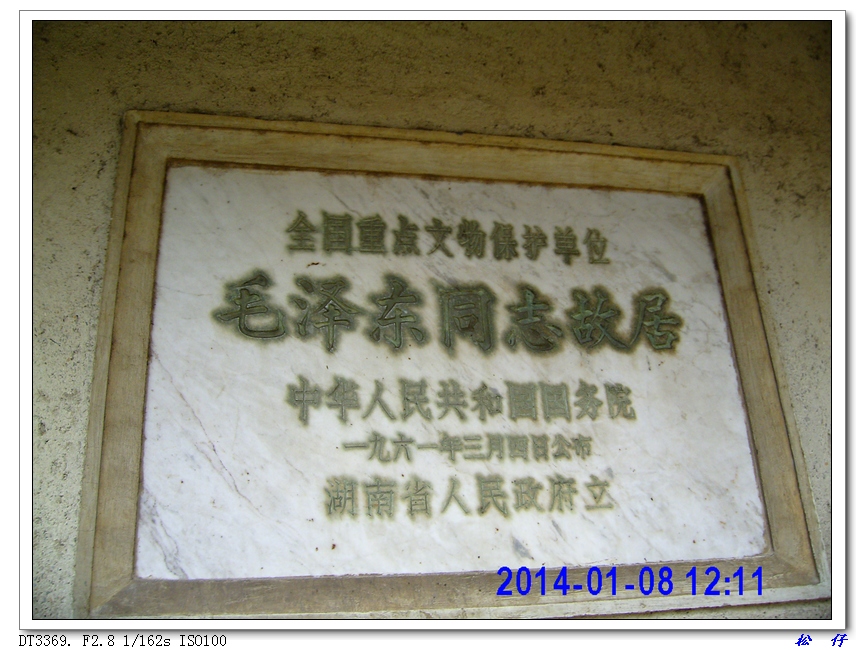 全国重点文物保护单位
毛泽东同志故居
中华人民共和国国务院
一九六一年三月四日公布
湖南省人民政府立
2014-01-08 12:11
DT3369. F2.8 1/162s ISO100
松 仔